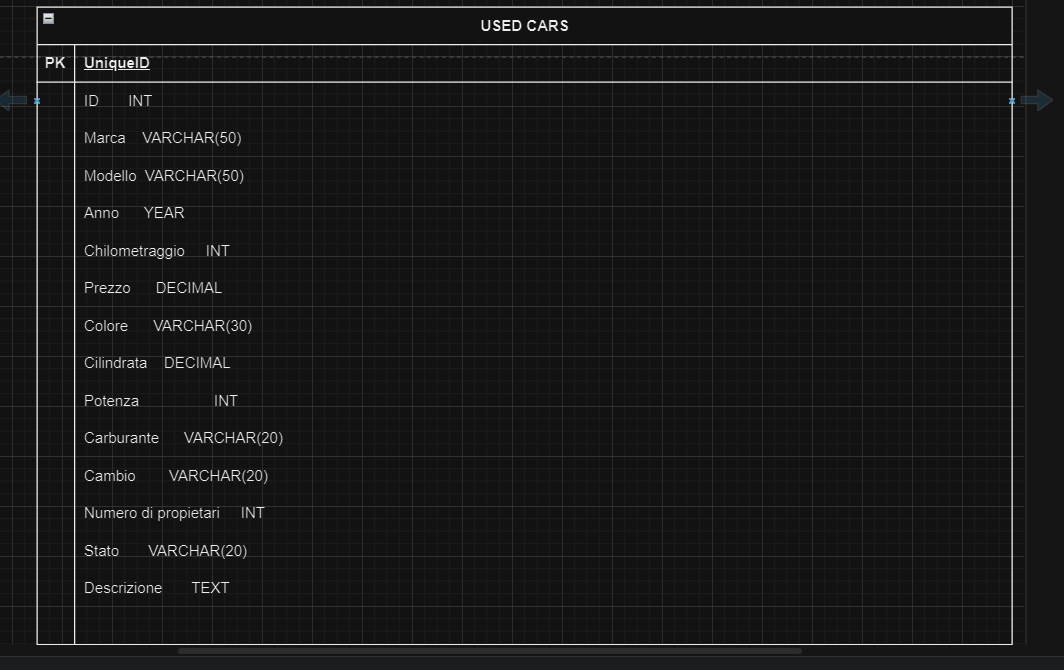 USED CARS
PK UniqueID
ID INT
Marca VARCHAR(50)
Modello VARCHAR(50)
Anno YEAR
Chilometraggio INT
Prezzo DECIMAL
Colore VARCHAR(30)
Cilindrata DECIMAL
Potenza INT
Carburante VARCHAR(20)
Cambio VARCHAR(20)
Numero di propietari INT
Stato VARCHAR(20)
Descrizione TEXT